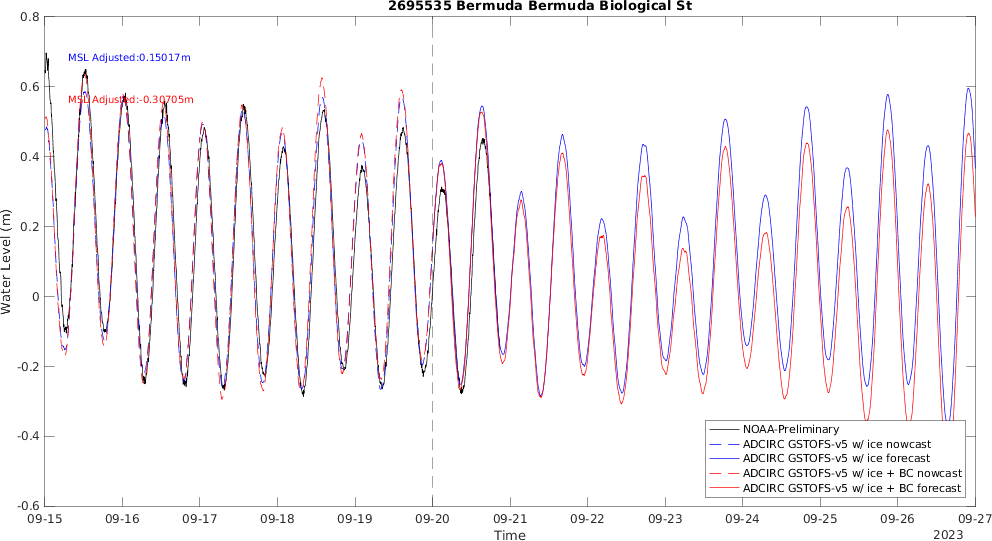 2695535 Bermuda Bermuda Biological St
MSL Adjusted:0.15017m
MSL Adjusted:-0.30705m
Water Level (m)
0.8
0.6
0.4
0.2
0
-0.2
-0.4
-0.6
NOAA-Preliminary
ADCIRC GSTOFS-v5 w/ ice nowcast
ADCIRC GSTOFS-v5 w/ ice forecast
ADCIRC GSTOFS-v5 w/ ice + BC nowcast
ADCIRC GSTOFS-v5 w/ ice + BC forecast
09-15 09-16 09-17 09-18 09-19 09-20 09-21 09-22 09-23 09-24 09-25 09-26 09-27
Time
2023